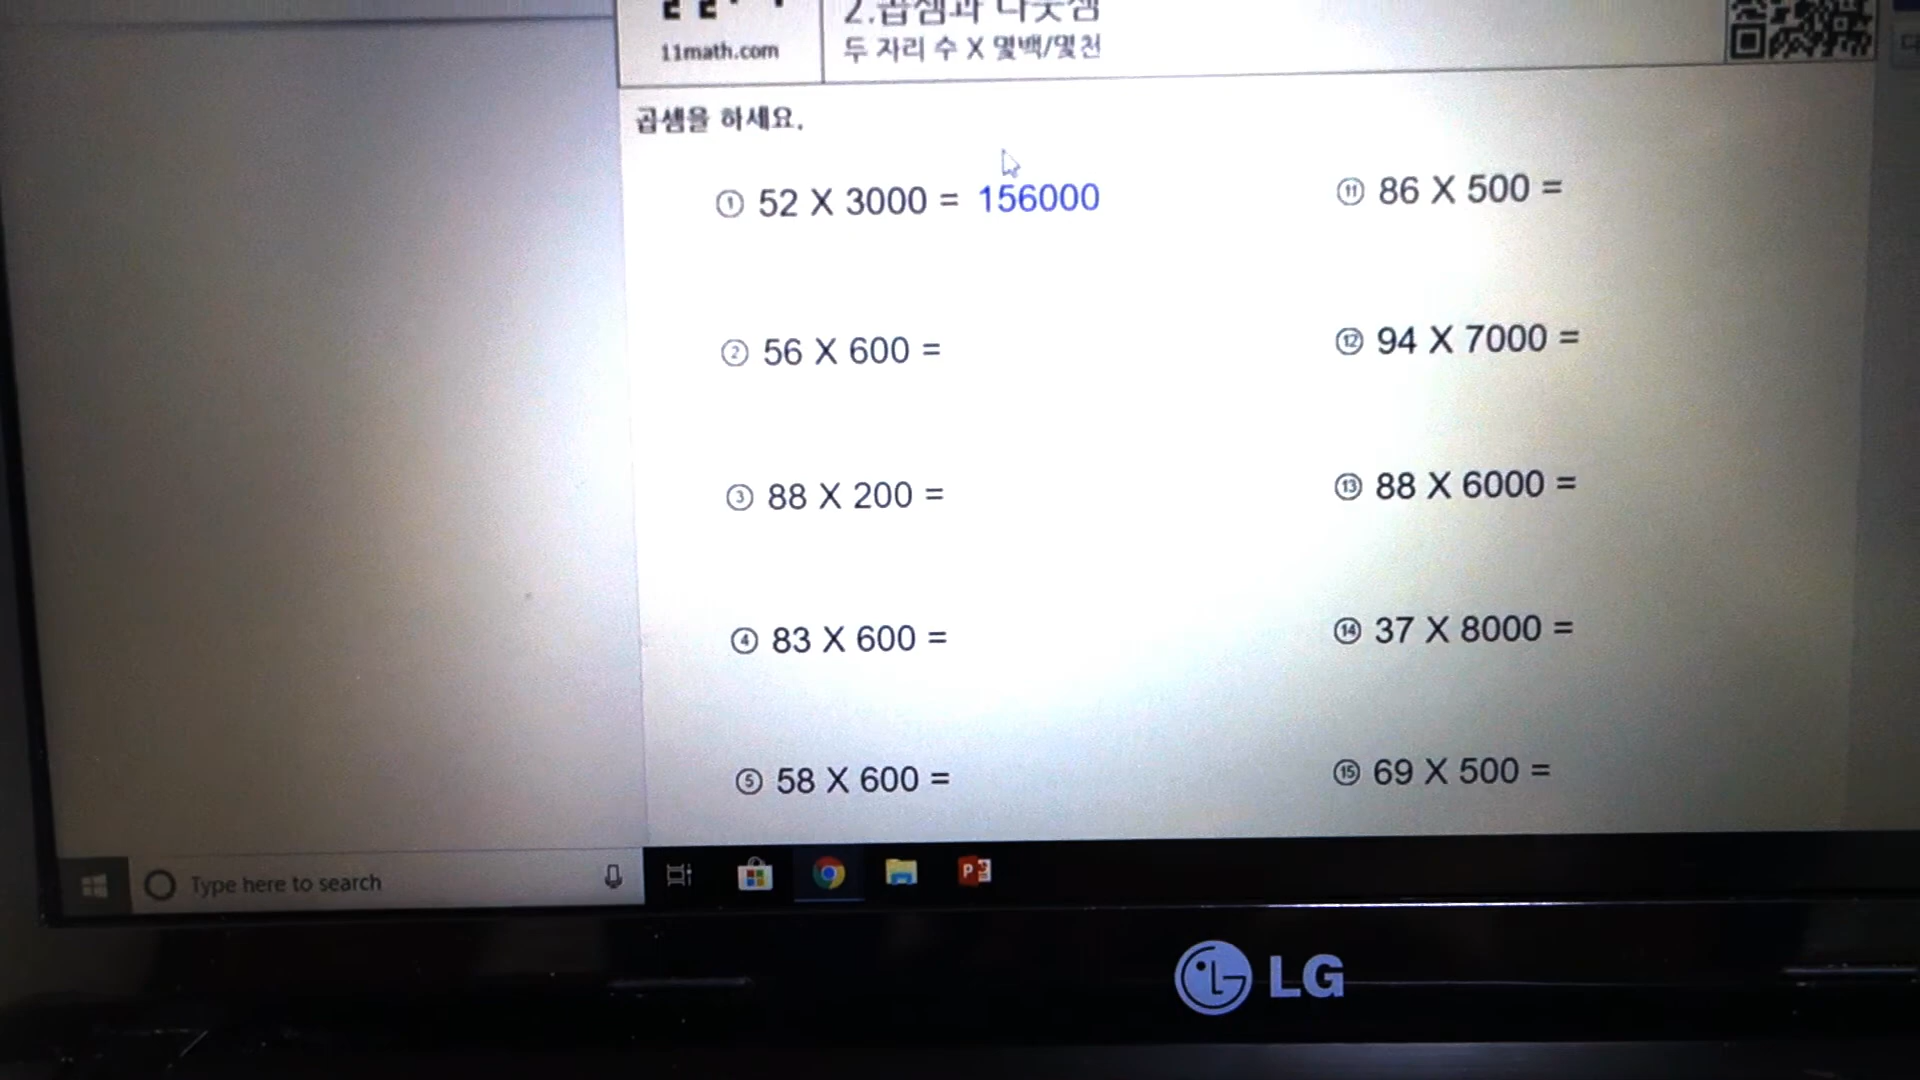 11math.com
2.곱셈과 나눗셈
두 자리 수 X 몇백/몇천
곱셈을 하세요.
① 52 X 3000 = 156000
② 56 X 600 =
③ 88 X 200 =
④ 83 X 600 =
⑤ 58 X 600 =
⑪ 86 X 500 =
⑫ 94 X 7000 =
⑬ 88 X 6000 =
⑭ 37 X 8000 =
⑮ 69 X 500 =
Type here to search
LG